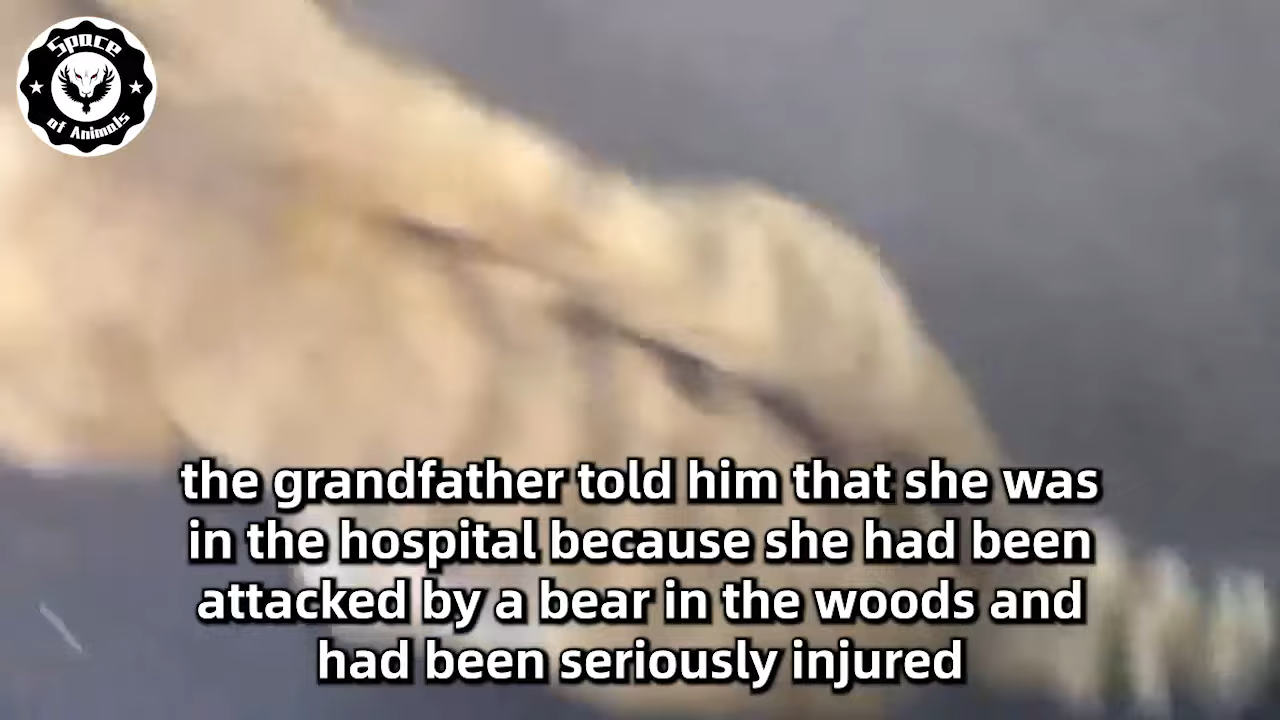 Space
of Animals
the grandfather told him that she was
in the hospital because she had been
attacked by a bear in the woods and
had been seriously injured